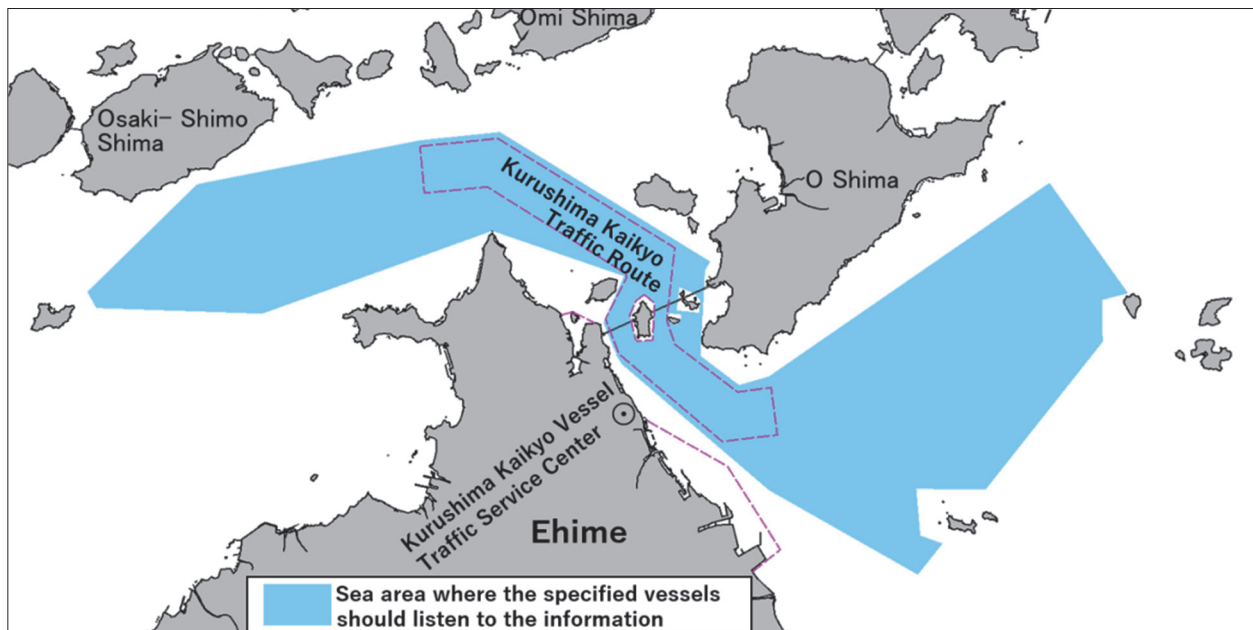 Omi Shima
Osaki- Shimo
Shima
O Shima
Kurushima Kaikyo
Traffic Route
Kurushima Kaikyo Vessel
Traffic Service Center
Ehime
Sea area where the specified vessels
should listen to the information